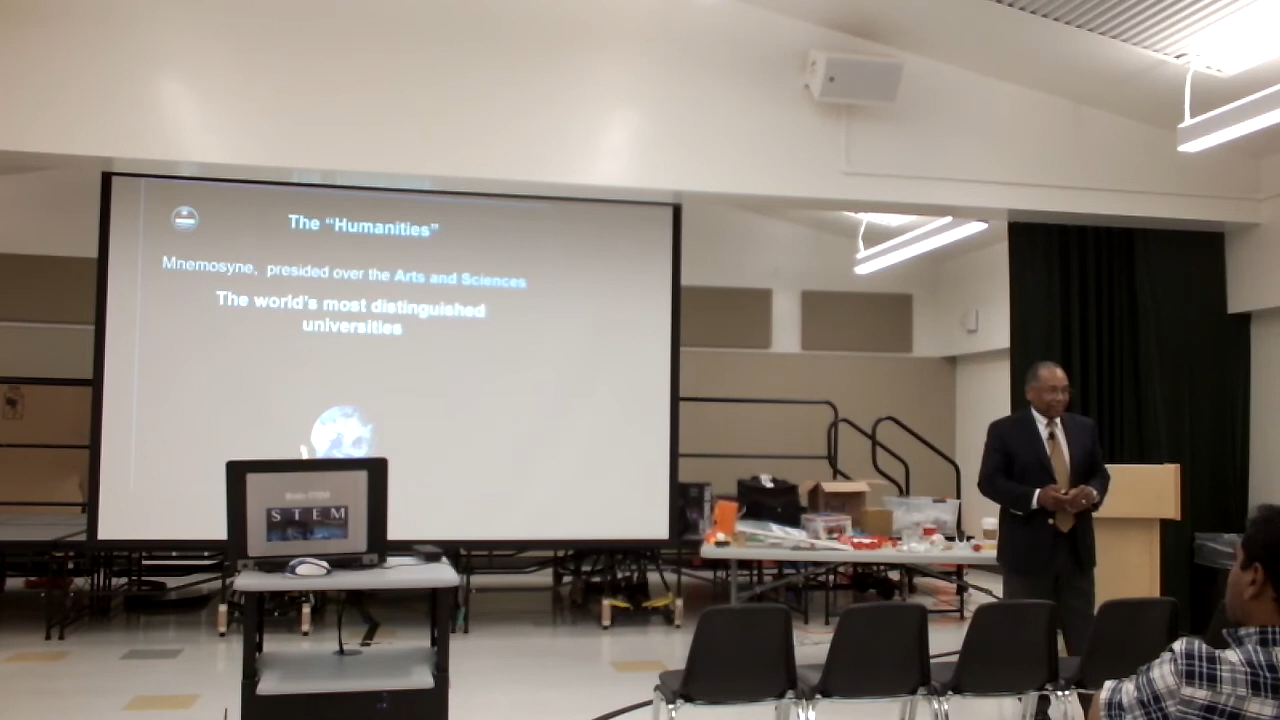 The “Humanities”
Mnemosyne, presided over the Arts and Sciences
The world’s most distinguished
universities
STEM